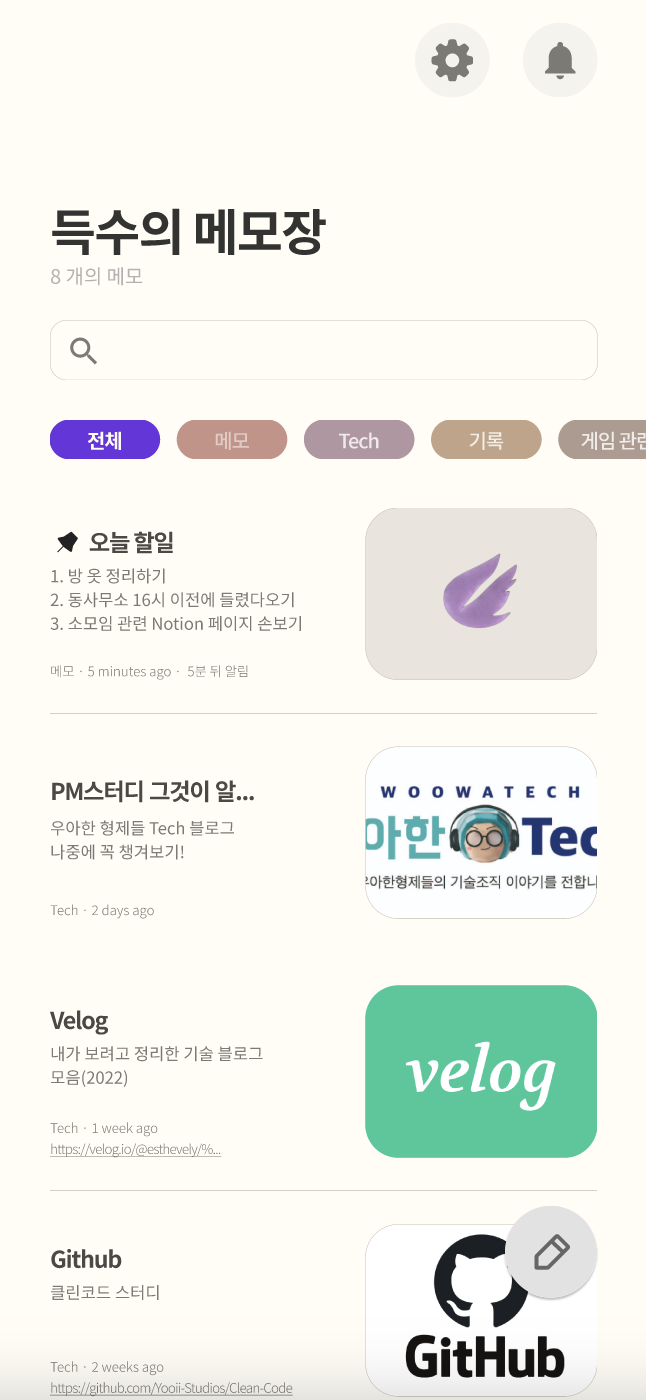 득수의 메모장
8 개의 메모
전체
메모
Tech
기록
게임 관련
오늘 할일
1. 방 옷 정리하기
2. 동사무소 16시 이전에 들렸다오기
3. 소모임 관련 Notion 페이지 손보기
메모 · 5 minutes ago · 5분 뒤 알림
PM스터디 그것이 알...
우아한 형제들 Tech 블로그
나중에 꼭 챙겨보기!
Tech · 2 days ago
WOOWATECH
아한 Tec
우아한형제들의 기술조직 이야기를 전합니
Velog
내가 보려고 정리한 기술 블로그
모음(2022)
Tech · 1 week ago
https://velog.io/@esthevely/%...
velog
Github
클린코드 스터디
Tech · 2 weeks ago
https://github.com/Yooii-Studios/Clean-Code
GitHub